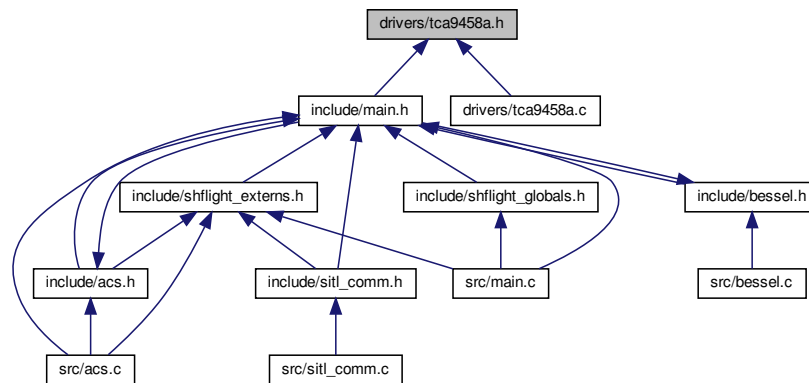 drivers/tca9458a.h
include/main.h
drivers/tca9458a.c
include/shflight_externs.h
include/shflight_globals.h
include/bessel.h
include/acs.h
include/sitl_comm.h
src/main.c
src/bessel.c
src/acs.c
src/sitl_comm.c